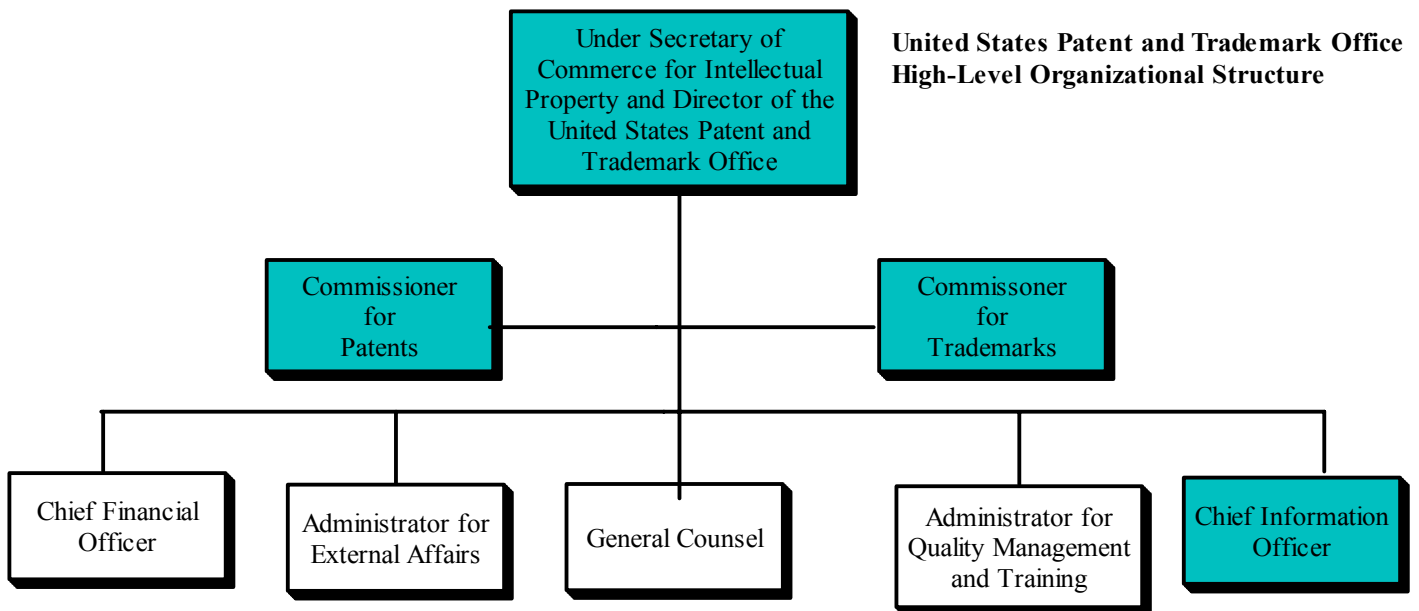 Under Secretary of
Commerce for Intellectual
Property and Director of the
United States Patent and
Trademark Office
United States Patent and Trademark Office
High-Level Organizational Structure
Commissioner
for
Patents
Commissoner
for
Trademarks
Chief Financial
Officer
Administrator for
External Affairs
General Counsel
Administrator for
Quality Management
and Training
Chief Information
Officer